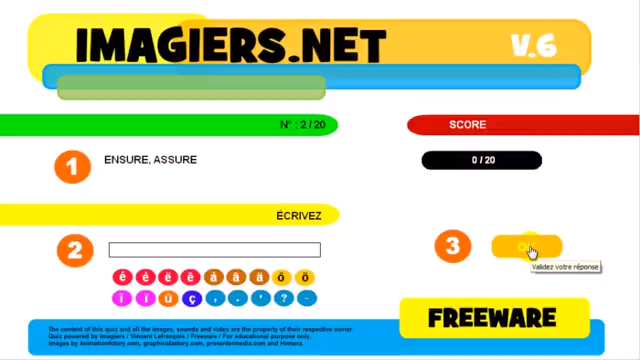 IMAGIERS.NET
V.6
N° : 2 / 20
SCORE
1
ENSURE, ASSURE
0 / 20
ÉCRIVEZ
2
3
Validez votre réponse
FREEWARE
The content of this quiz and all the images, sounds and video are the property of their respective owner.
Quiz powered by Imagiers / Vincent Lefrançois / Freeware / For educational purpose only.
Images by Animationfctory.com, graphicsfactory.com, presentermedia.com and Hemera.